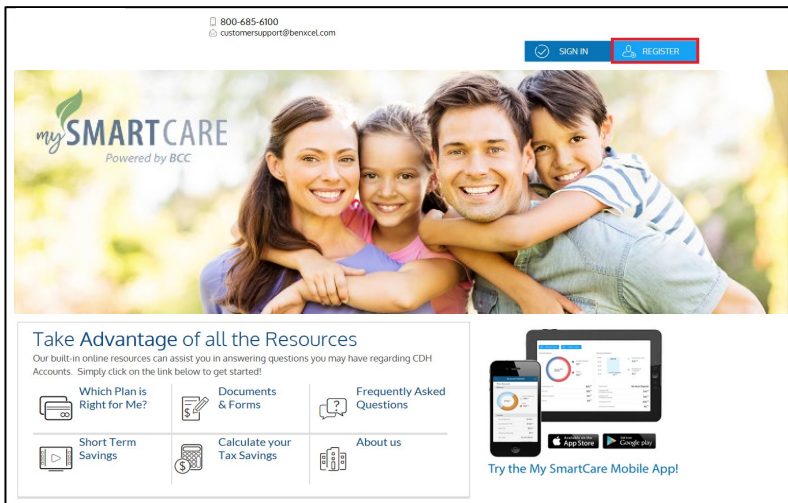 800-685-6100
customersupport@benxcel.com
SIGN IN
REGISTER
mySMARTCARE
Powered by BCC
Take Advantage of all the Resources
Our built-in online resources can assist you in answering questions you may have regarding CDH
Accounts. Simply click on the link below to get started!
Which Plan is
Right for Me?
Documents
& Forms
Frequently Asked
Questions
Short Term
Savings
Calculate your
Tax Savings
About us
Available on the
App Store
Google play
Try the My SmartCare Mobile App!